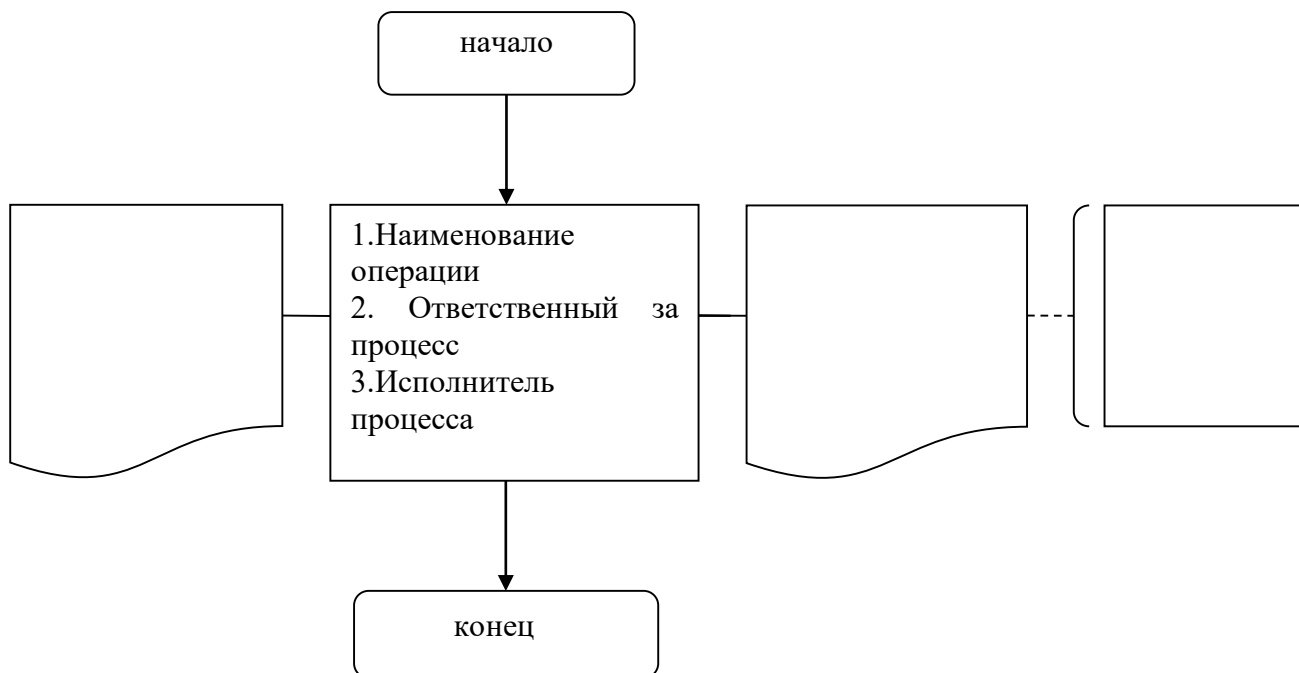 начало
1.Наименование
операции
2. Ответственный за
процесс
3.Исполнитель
процесса
конец